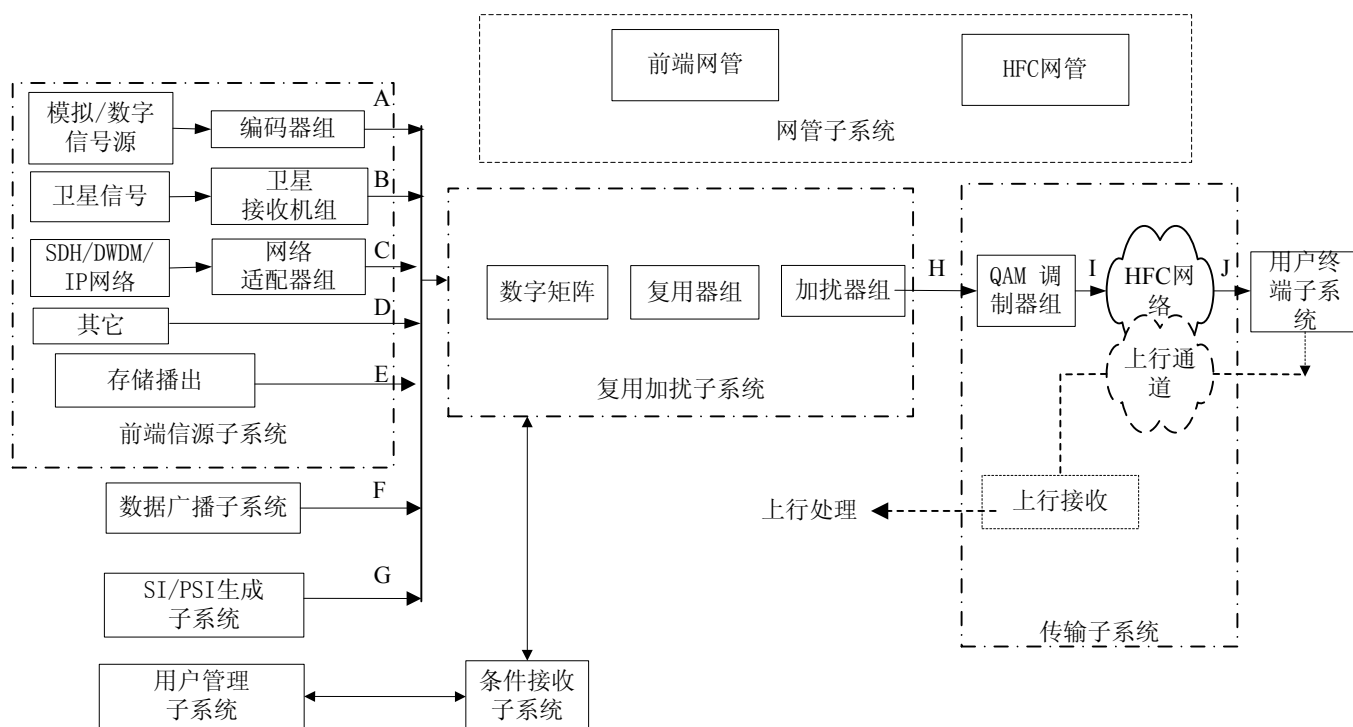 前端网管
HFC网管
网管子系统
模拟/数字
信号源
编码器组
A
卫星信号
卫星
接收机组
B
SDH/DWDM/
IP网络
网络
适配器组
C
其它
D
存储播出
E
前端信源子系统
数据广播子系统
F
SI/PSI生成
子系统
G
用户管理
子系统
条件接收
子系统
数字矩阵
复用器组
加扰器组
复用加扰子系统
H
QAM 调
制器组
I
HFC网
络
J
用户终
端子系
统
上行通
道
上行接收
上行处理
传输子系统